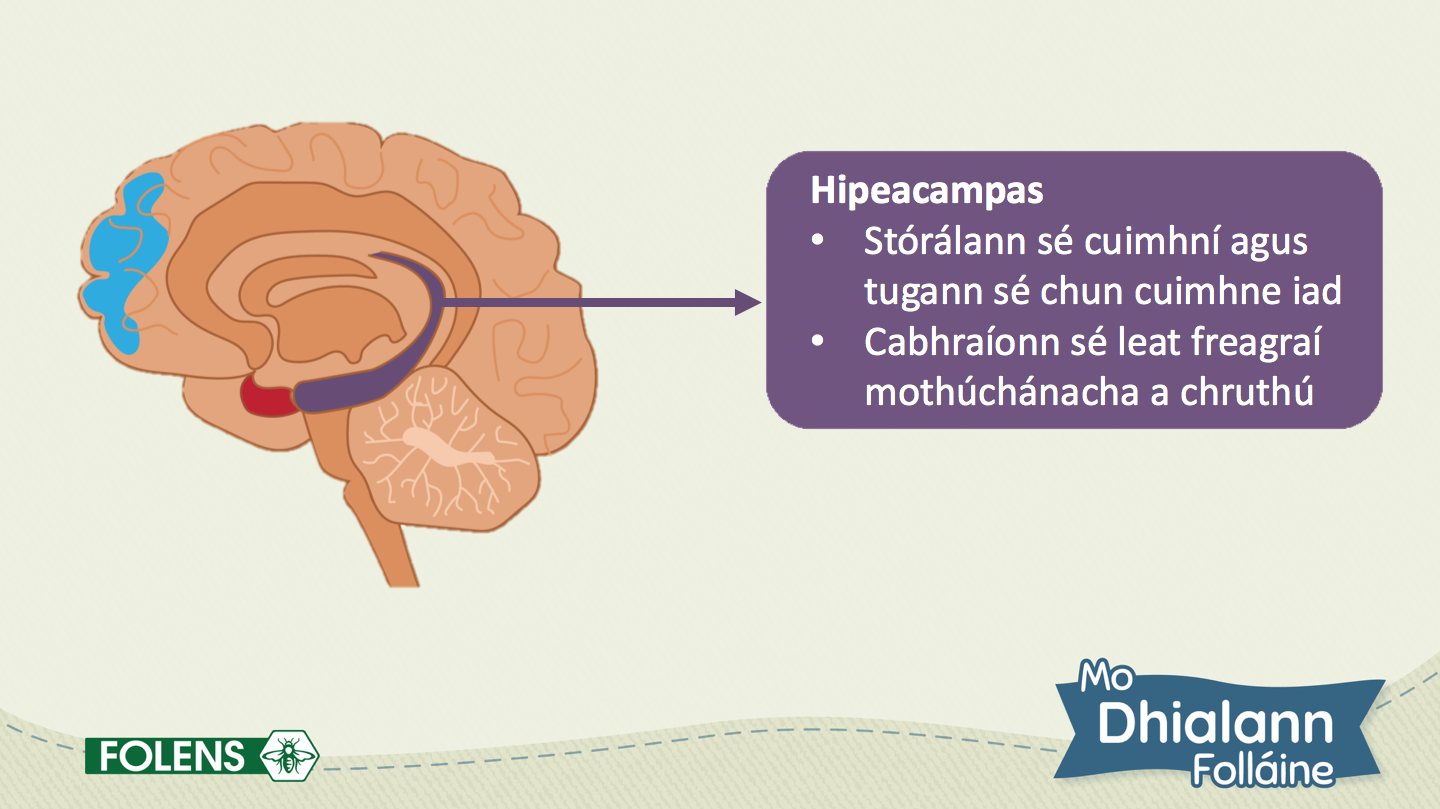 Hipeacampas
• Stórálann sé cuimhní agus
tugann sé chun cuimhne iad
• Cabhraíonn sé leat freagraí
mothúchánacha a chruthú
FOLENS
Mo
Dhialann
Folláine